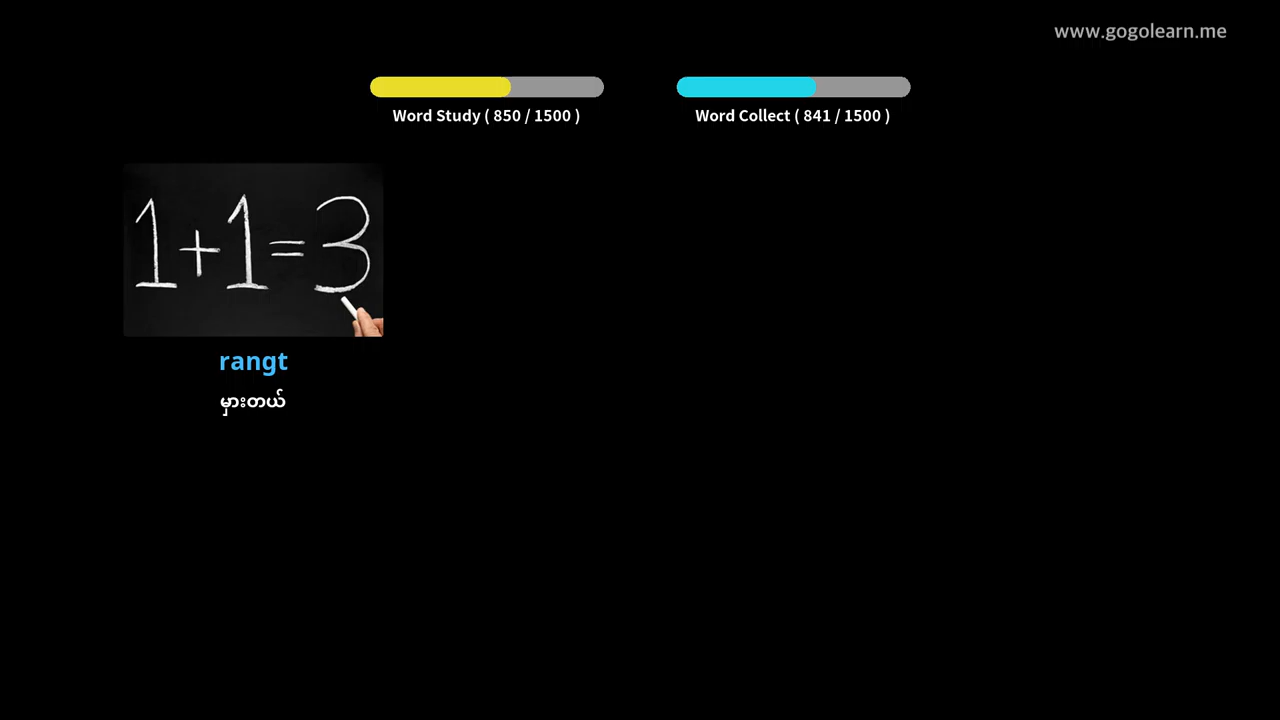 www.gogolearn.me
Word Study ( 850 / 1500 )
Word Collect ( 841 / 1500 )
1+1=3
rangt
မှားတယ်